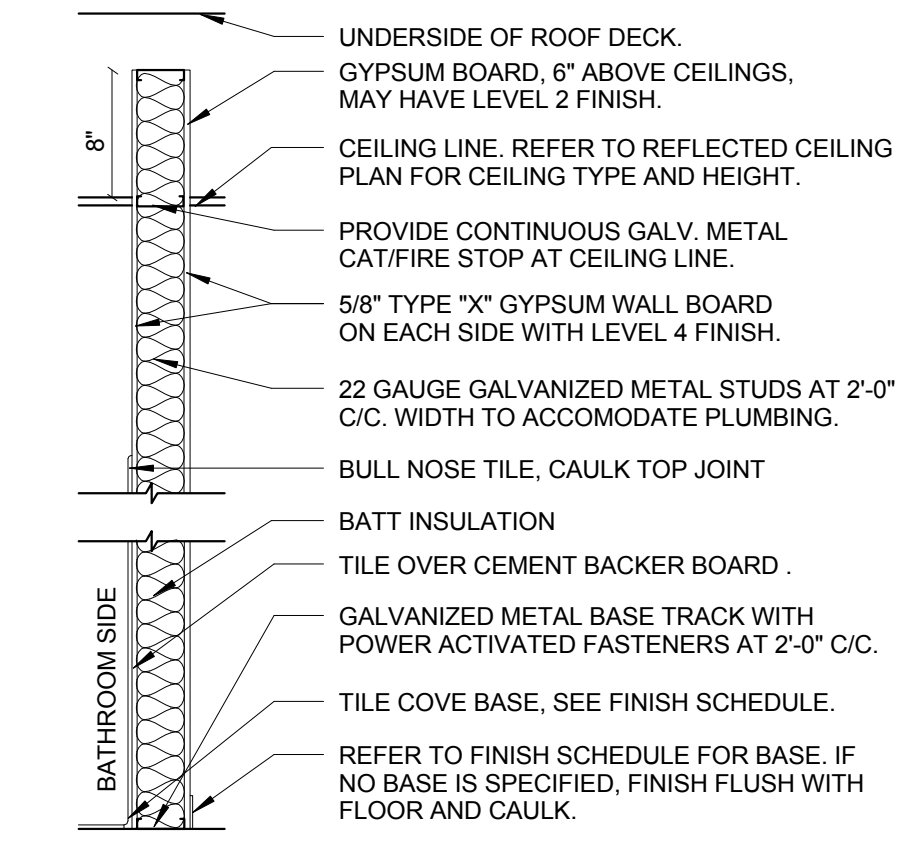 UNDERSIDE OF ROOF DECK.
GYPSUM BOARD, 6" ABOVE CEILINGS,
MAY HAVE LEVEL 2 FINISH.
8"
CEILING LINE. REFER TO REFLECTED CEILING
PLAN FOR CEILING TYPE AND HEIGHT.
PROVIDE CONTINUOUS GALV. METAL
CAT/FIRE STOP AT CEILING LINE.
5/8" TYPE "X" GYPSUM WALL BOARD
ON EACH SIDE WITH LEVEL 4 FINISH.
22 GAUGE GALVANIZED METAL STUDS AT 2'-0"
C/C. WIDTH TO ACCOMODATE PLUMBING.
BULL NOSE TILE, CAULK TOP JOINT
BATT INSULATION
TILE OVER CEMENT BACKER BOARD .
BATHROOM SIDE
GALVANIZED METAL BASE TRACK WITH
POWER ACTIVATED FASTENERS AT 2'-0" C/C.
TILE COVE BASE, SEE FINISH SCHEDULE.
REFER TO FINISH SCHEDULE FOR BASE. IF
NO BASE IS SPECIFIED, FINISH FLUSH WITH
FLOOR AND CAULK.